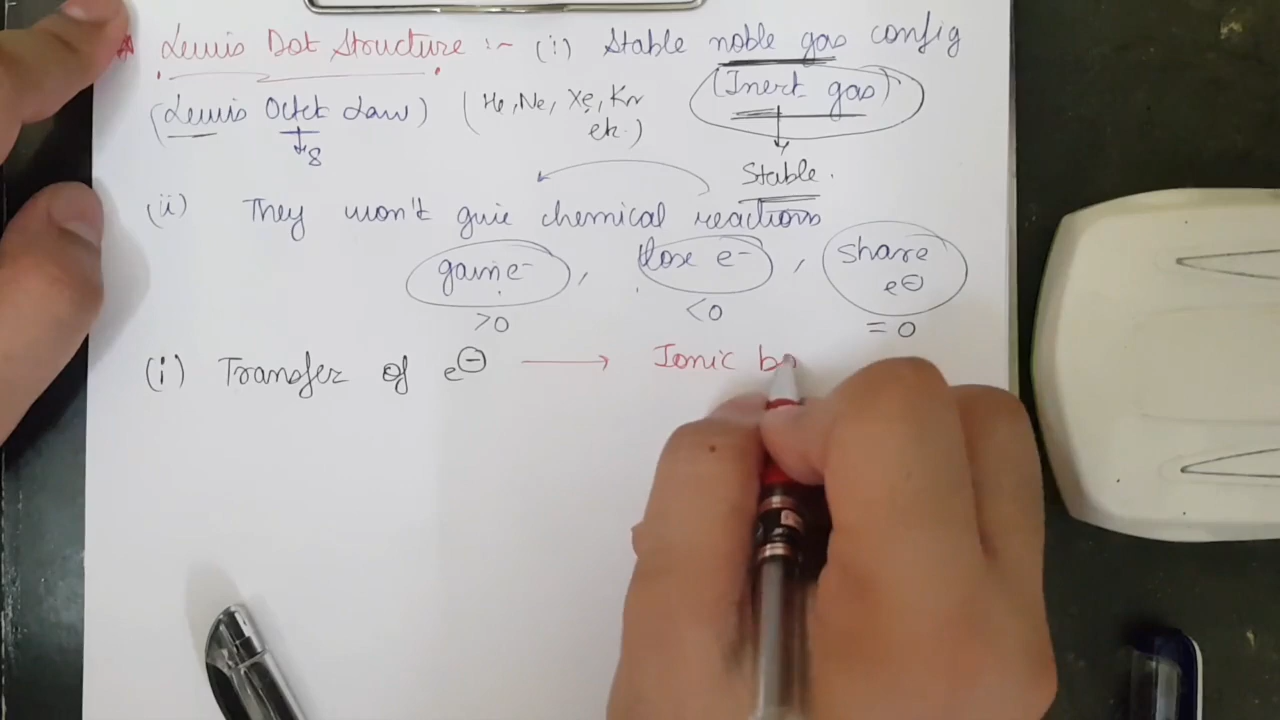 Lewis Dot Structure :- (i) Stable noble gas config
(Lewis Octet Law) (He, Ne, Xe, Kr etc.) (Inert gas)
8
Stable.
(ii) They won't give chemical reactions
gain e-, lose e-, share e⊖
>0 <0 =0
(i) Transfer of e⊖ → Ionic b